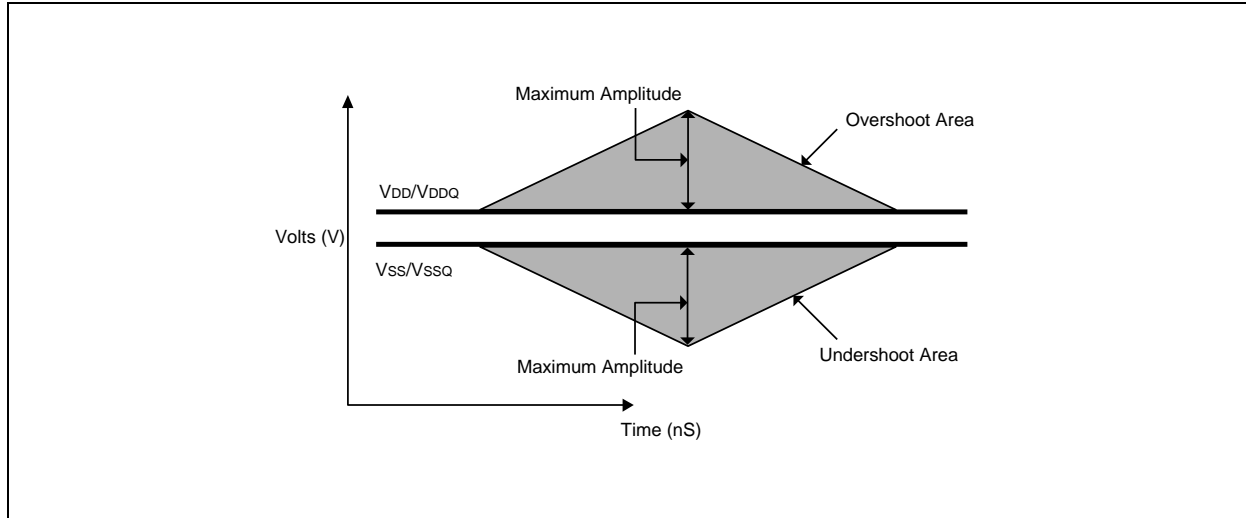 Maximum Amplitude
Overshoot Area
VDD/VDDQ
Volts (V)
VSS/VSSQ
Undershoot Area
Maximum Amplitude
Time (nS)